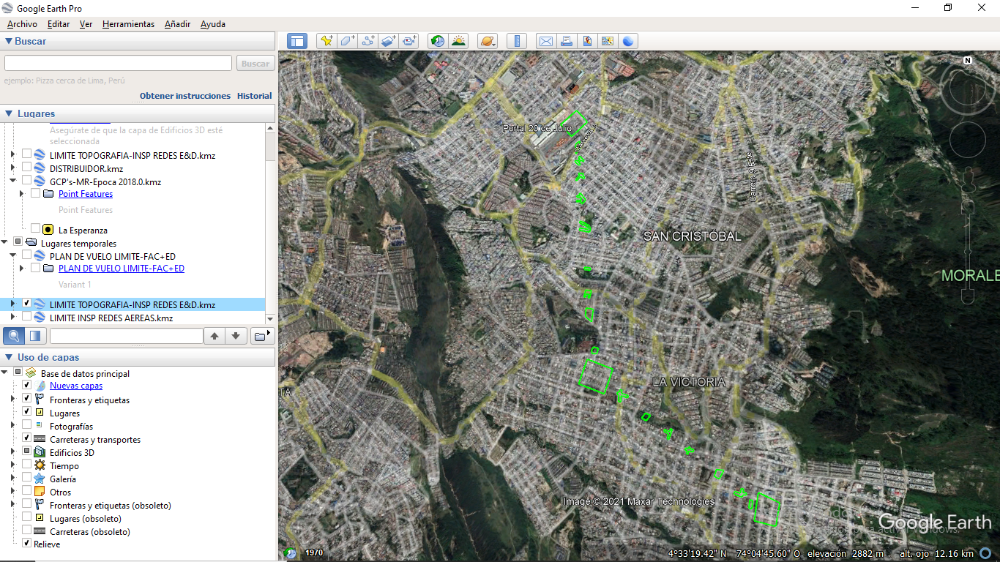 Google Earth Pro
Archivo Editar Ver Herramientas Añadir Ayuda
Buscar
Buscar
ejemplo: Pizza cerca de Lima, Perú
Obtener instrucciones Historial
Lugares
Asegúrate de que la capa de Edificios 3D esté
seleccionada
LIMITE TOPOGRAFIA-INSP REDES E&D.kmz
DISTRIBUIDOR.kmz
GCP's-MR-Epoca 2018.0.kmz
Point Features
Point Features
La Esperanza
Lugares temporales
PLAN DE VUELO LIMITE-FAC+ED
PLAN DE VUELO LIMITE-FAC+ED
Variant 1
LIMITE TOPOGRAFIA-INSP REDES E&D.kmz
LIMITE INSP REDES AEREAS.kmz
Uso de capas
Base de datos principal
Nuevas capas
Fronteras y etiquetas
Lugares
Fotografías
Carreteras y transportes
Edificios 3D
Tiempo
Galería
Otros
Fronteras y etiquetas (obsoleto)
Lugares (obsoleto)
Carreteras (obsoleto)
Relieve
N
Portal 20 de Julio
Carrera 9 Este
SAN CRISTÓBAL
MORALE
LA VICTORIA
TA
Image © 2021 Maxar Technologies
Google Earth
1970
4°33'19.42" N 74°04'45.60" O elevación 2882 m alt. ojo 12.16 km